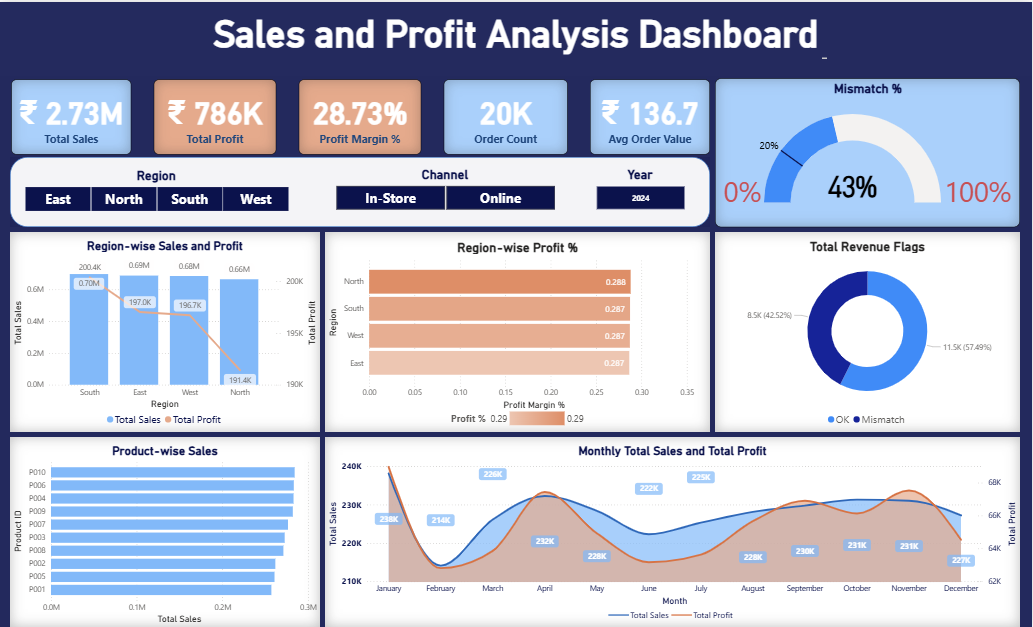 Sales and Profit Analysis Dashboard_
₹ 2.73M
Total Sales
₹ 786K
Total Profit
28.73%
Profit Margin %
20K
Order Count
₹ 136.7
Avg Order Value
Mismatch %
20%
0%
43%
100%
Region
East North South West
Channel
In-Store Online
Year
2024
Region-wise Sales and Profit
200.4K 0.69M 0.68M 0.66M
0.70M 197.0K 196.7K 191.4K
Total Sales
0.6M
0.4M
0.2M
0.0M
200K
195K
190K
Total Profit
South East West North
Region
Total Sales Total Profit
Region-wise Profit %
Region
North 0.288
South 0.287
West 0.287
East 0.287
0.00 0.05 0.10 0.15 0.20 0.25 0.30 0.35
Profit Margin %
Profit % 0.29 0.29
Total Revenue Flags
8.5K (42.52%)
11.5K (57.49%)
OK Mismatch
Product-wise Sales
Product ID
P010
P006
P004
P009
P007
P003
P008
P002
P005
P001
0.0M 0.1M 0.2M 0.3M
Total Sales
Monthly Total Sales and Total Profit
Total Sales
240K
230K
220K
210K
238K 214K 226K 232K 228K 222K 225K 228K 230K 231K 231K 227K
68K
66K
64K
62K
Total Profit
January February March April May June July August September October November December
Month
Total Sales Total Profit